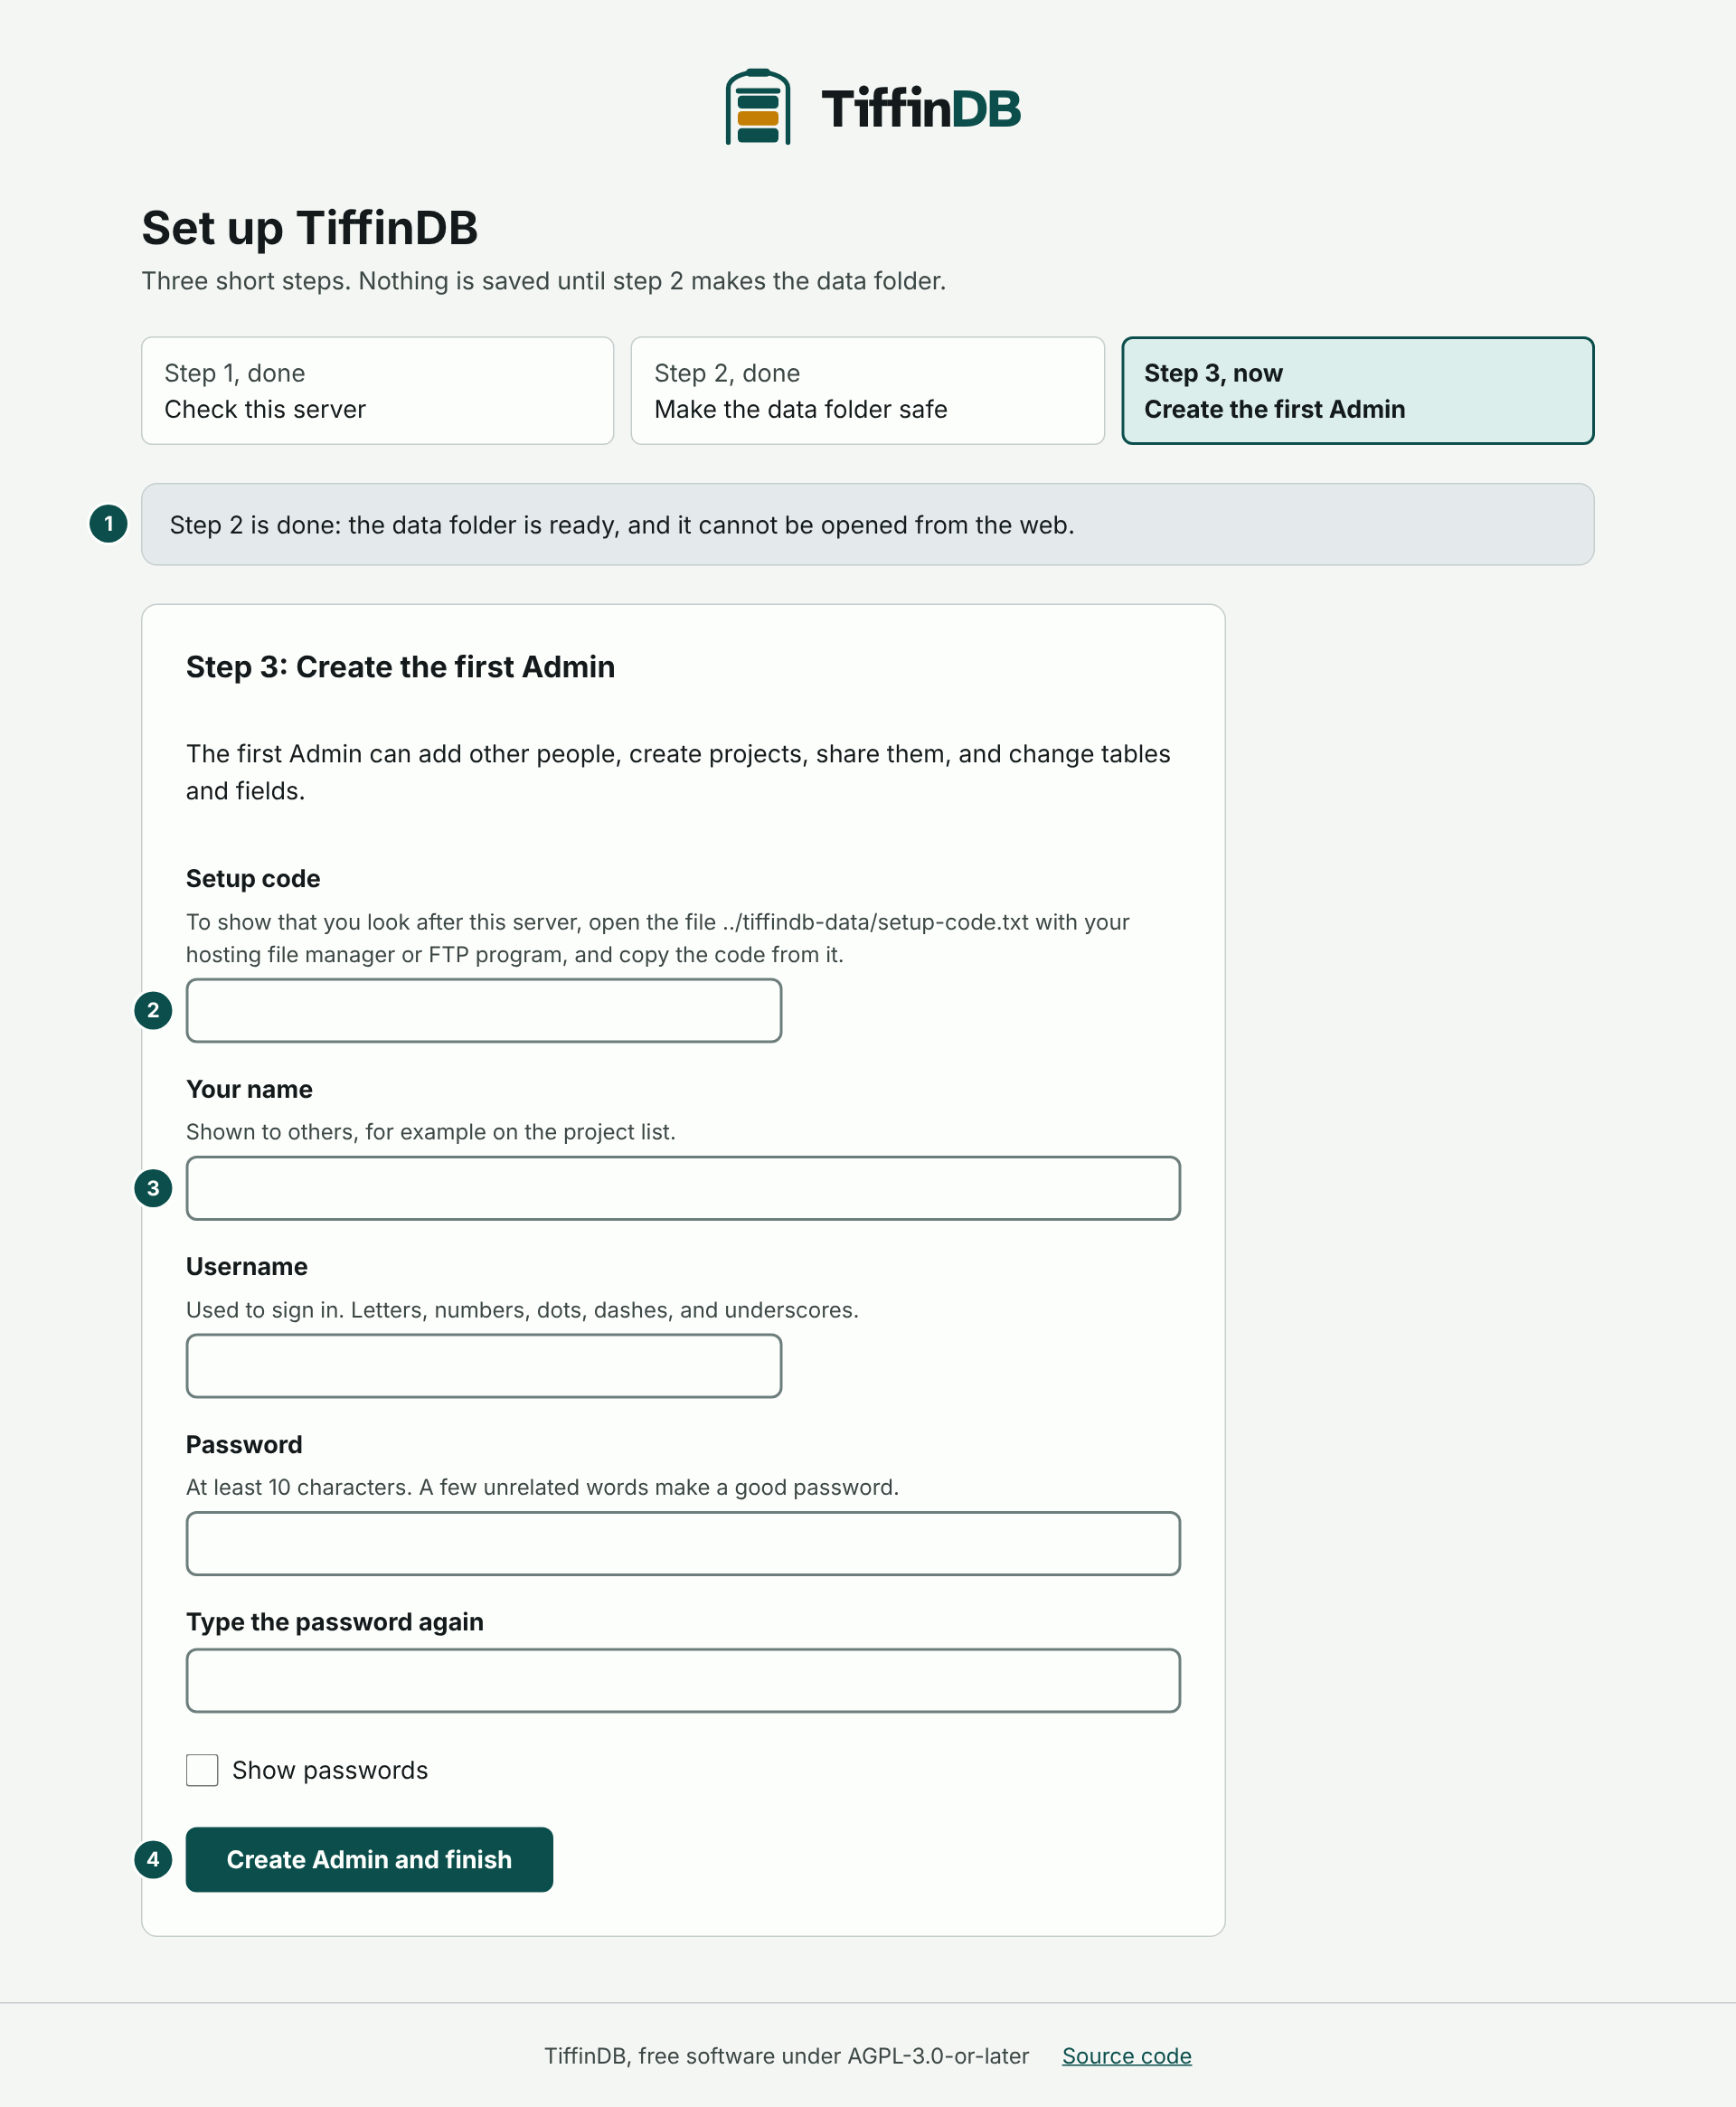 TiffinDB
Set up TiffinDB
Three short steps. Nothing is saved until step 2 makes the data folder.
Step 1, done
Check this server
Step 2, done
Make the data folder safe
Step 3, now
Create the first Admin
1
Step 2 is done: the data folder is ready, and it cannot be opened from the web.
Step 3: Create the first Admin
The first Admin can add other people, create projects, share them, and change tables
and fields.
Setup code
To show that you look after this server, open the file ../tiffindb-data/setup-code.txt with your
hosting file manager or FTP program, and copy the code from it.
2
Your name
Shown to others, for example on the project list.
3
Username
Used to sign in. Letters, numbers, dots, dashes, and underscores.
Password
At least 10 characters. A few unrelated words make a good password.
Type the password again
Show passwords
4
Create Admin and finish
TiffinDB, free software under AGPL-3.0-or-later
Source code